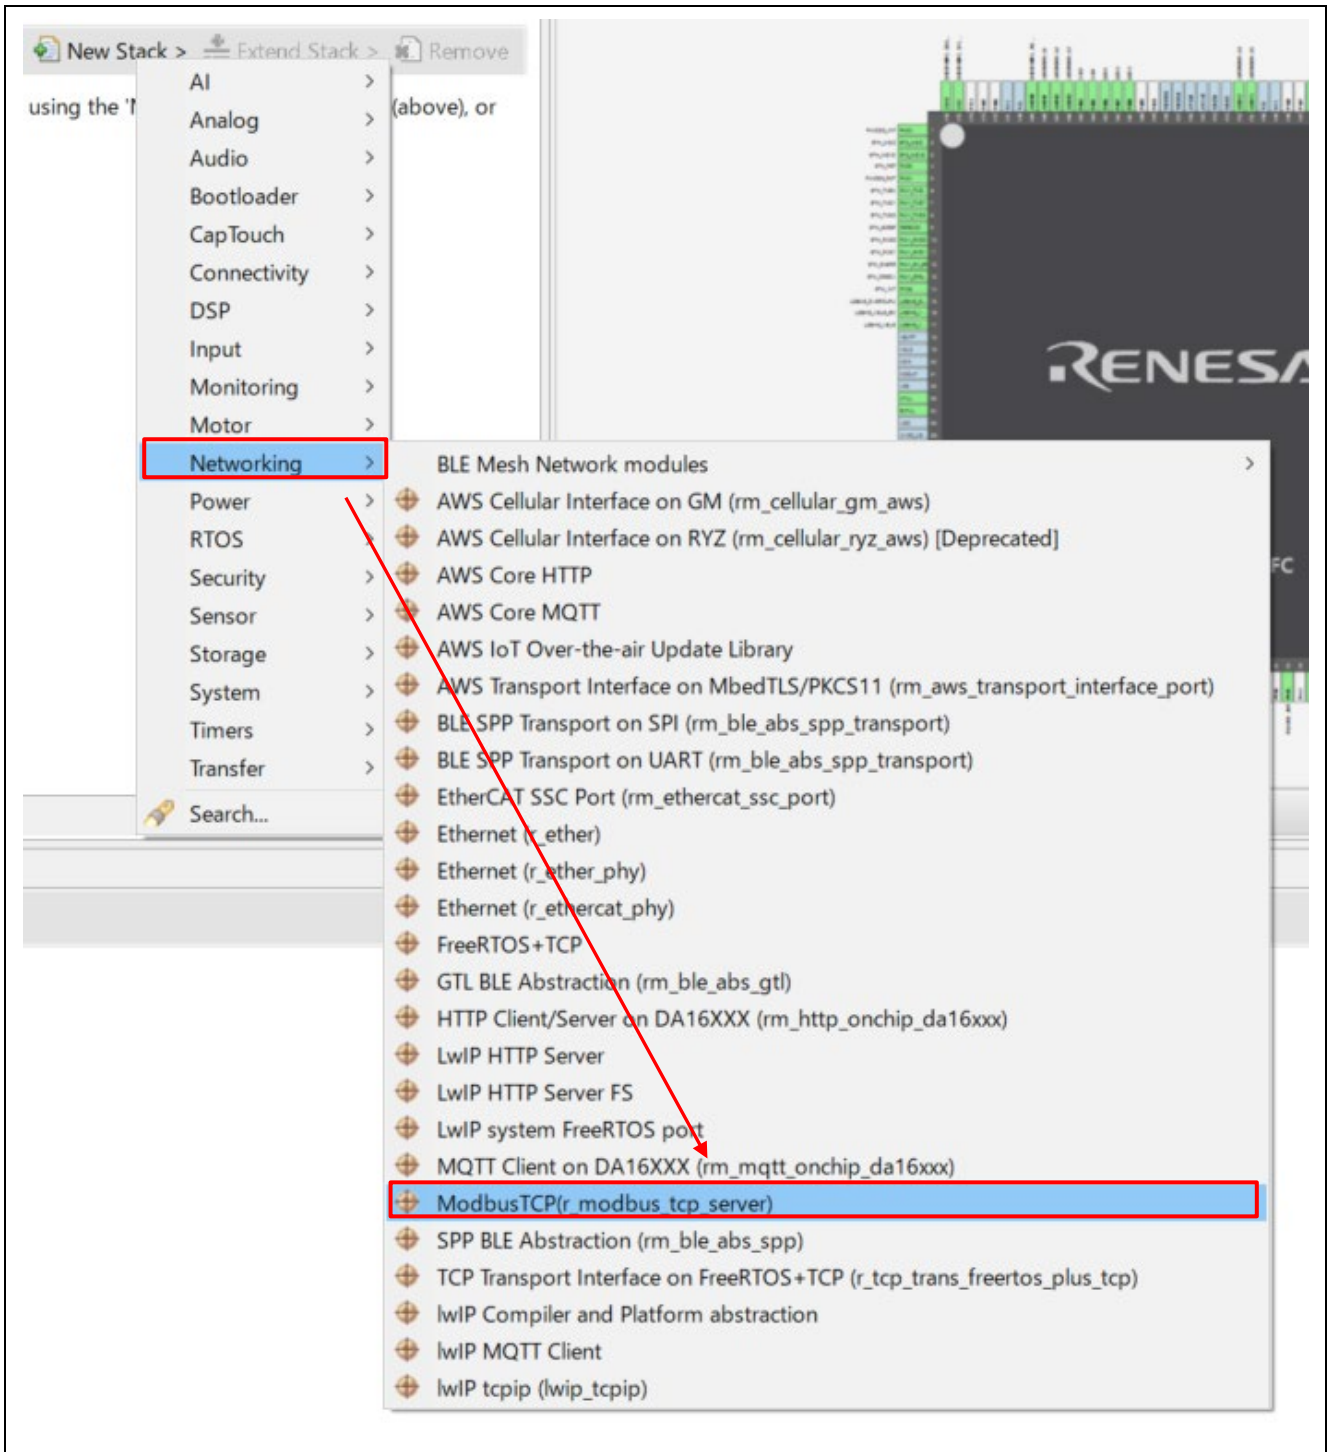 New Stack > Extend Stack > Remove
using the 'N (above), or
AI
Analog
Audio
Bootloader
CapTouch
Connectivity
DSP
Input
Monitoring
Motor
Networking
Power
RTOS
Security
Sensor
Storage
System
Timers
Transfer
Search...
BLE Mesh Network modules
AWS Cellular Interface on GM (rm_cellular_gm_aws)
AWS Cellular Interface on RYZ (rm_cellular_ryz_aws) [Deprecated]
AWS Core HTTP
AWS Core MQTT
AWS IoT Over-the-air Update Library
AWS Transport Interface on MbedTLS/PKCS11 (rm_aws_transport_interface_port)
BLE SPP Transport on SPI (rm_ble_abs_spp_transport)
BLE SPP Transport on UART (rm_ble_abs_spp_transport)
EtherCAT SSC Port (rm_ethercat_ssc_port)
Ethernet (r_ether)
Ethernet (r_ether_phy)
Ethernet (r_ethercat_phy)
FreeRTOS+TCP
GTL BLE Abstraction (rm_ble_abs_gtl)
HTTP Client/Server on DA16XXX (rm_http_onchip_da16xxx)
LwIP HTTP Server
LwIP HTTP Server FS
LwIP system FreeRTOS port
MQTT Client on DA16XXX (rm_mqtt_onchip_da16xxx)
ModbusTCP(r_modbus_tcp_server)
SPP BLE Abstraction (rm_ble_abs_spp)
TCP Transport Interface on FreeRTOS+TCP (r_tcp_trans_freertos_plus_tcp)
lwIP Compiler and Platform abstraction
lwIP MQTT Client
lwIP tcpip (lwip_tcpip)
RENESA
FC